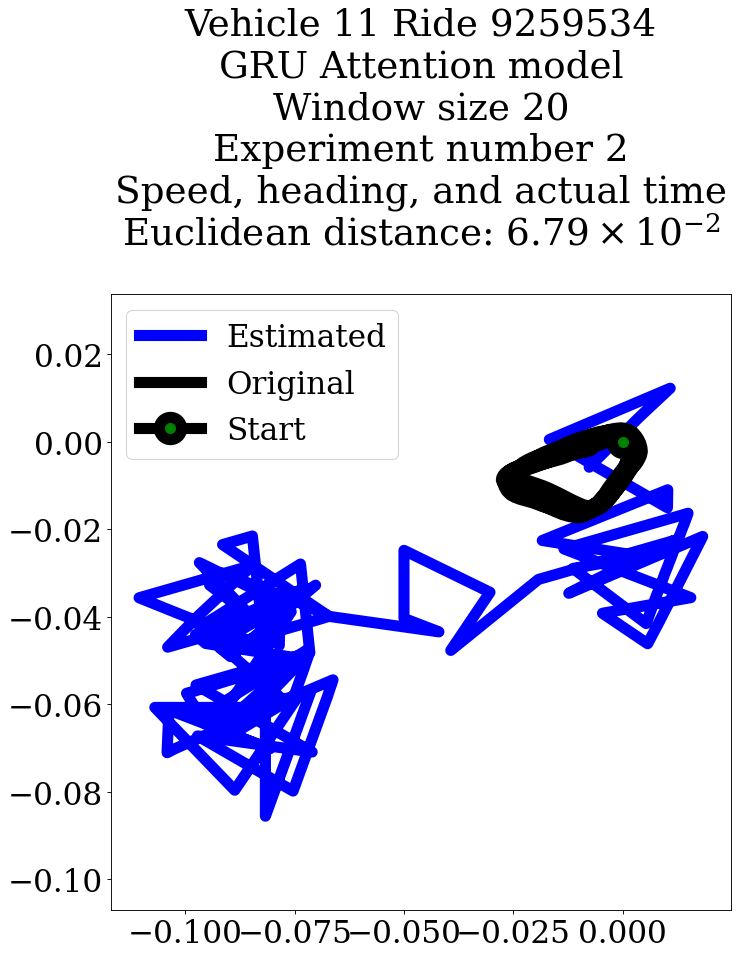 Vehicle 11 Ride 9259534
GRU Attention model
Window size 20
Experiment number 2
Speed, heading, and actual time
Euclidean distance: 6.79 × 10⁻²
Estimated
Original
Start
0.02
0.00
−0.02
−0.04
−0.06
−0.08
−0.10
−0.100 −0.075 −0.050 −0.025 0.000